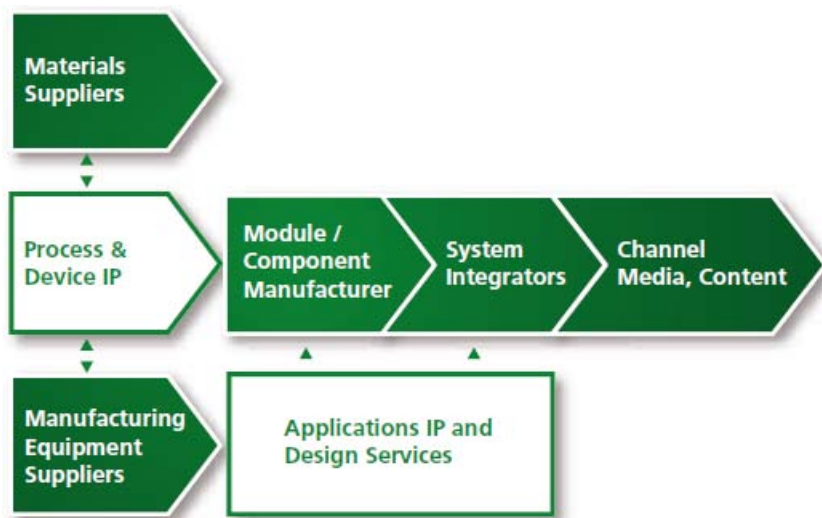 Materials
Suppliers
Process &
Device IP
Module /
Component
Manufacturer
System
Integrators
Channel
Media, Content
Manufacturing
Equipment
Suppliers
Applications IP and
Design Services